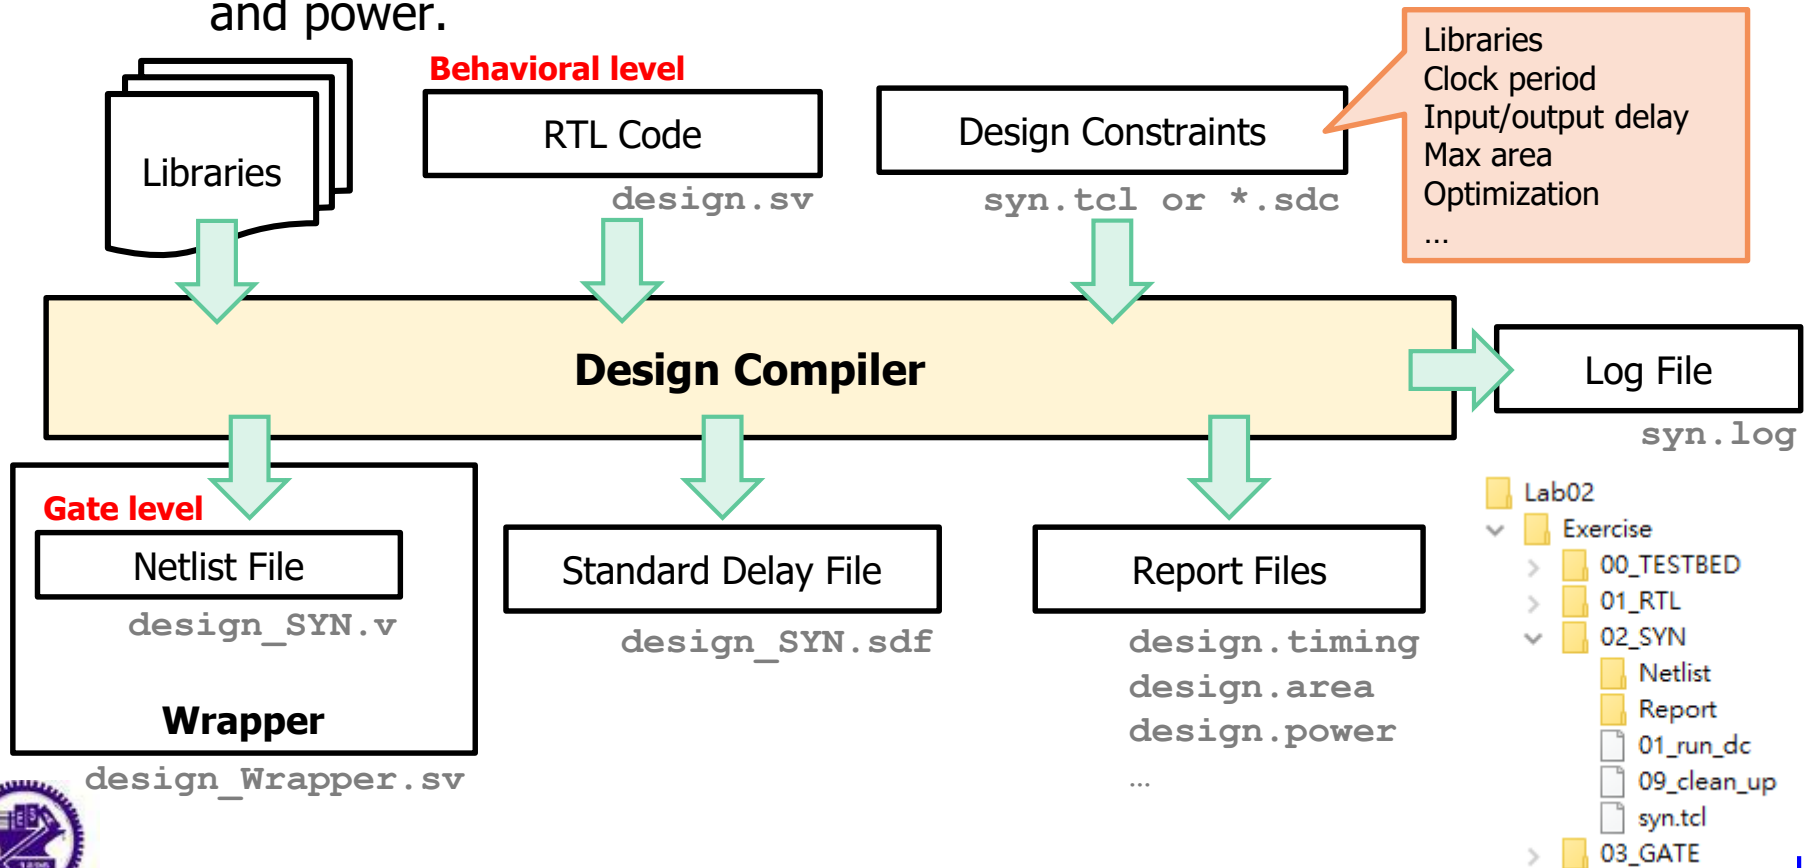 and power.
Libraries
Behavioral level
RTL Code
design.sv
Design Constraints
syn.tcl or *.sdc
Libraries
Clock period
Input/output delay
Max area
Optimization
...
Design Compiler
Log File
syn.log
Gate level
Netlist File
design_SYN.v
Wrapper
design_Wrapper.sv
Standard Delay File
design_SYN.sdf
Report Files
design.timing
design.area
design.power
...
Lab02
Exercise
00_TESTBED
01_RTL
02_SYN
Netlist
Report
01_run_dc
09_clean_up
syn.tcl
03_GATE